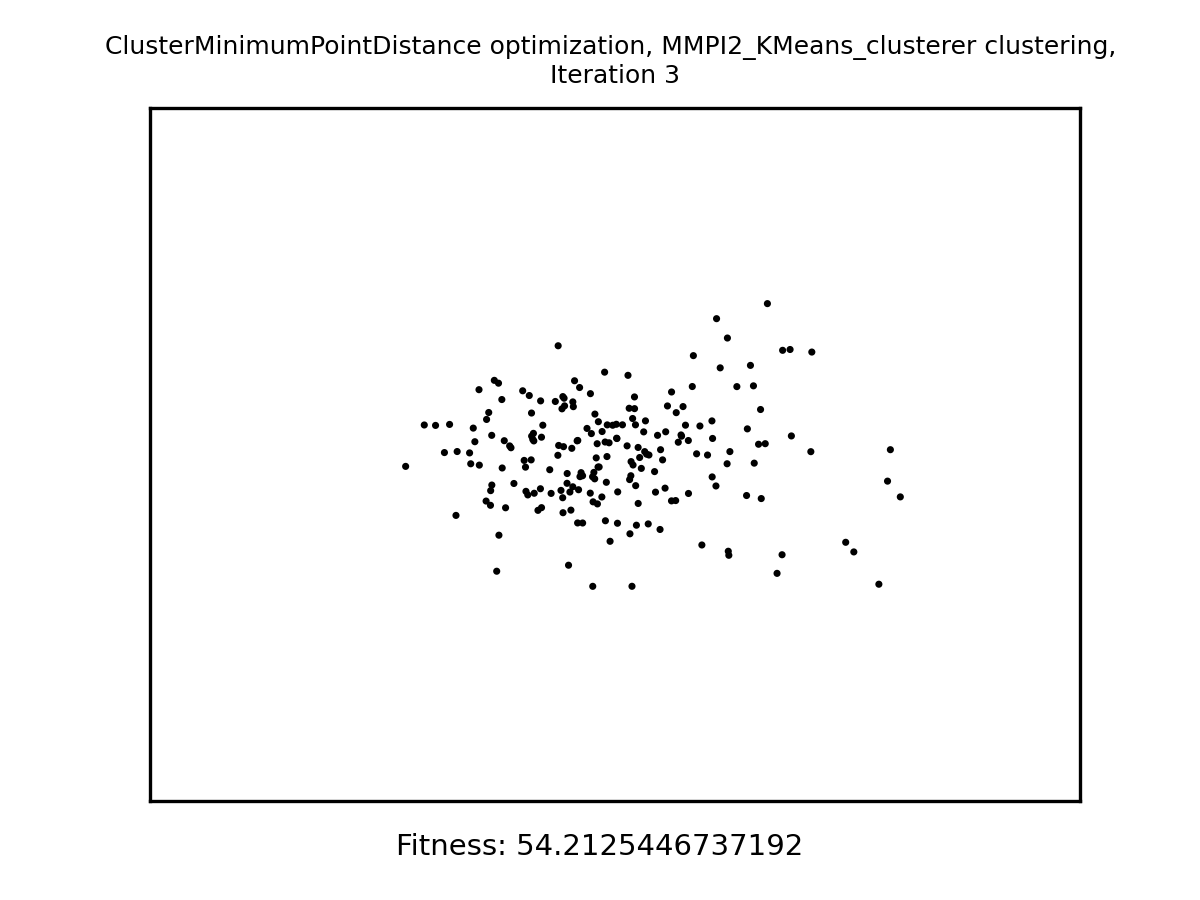 ClusterMinimumPointDistance optimization, MMPI2_KMeans_clusterer clustering,
Iteration 3
Fitness: 54.2125446737192